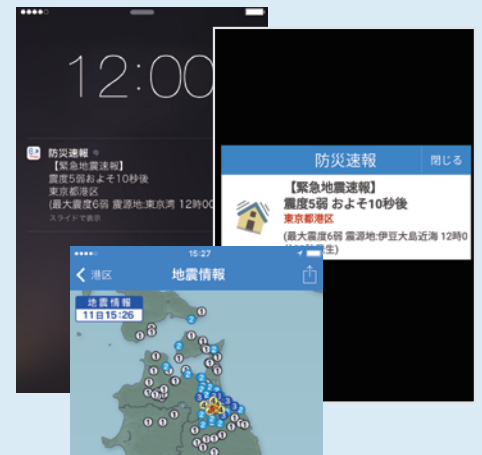 12:00
防災速報
【緊急地震速報】
震度5弱およそ10秒後
東京都港区
(最大震度6弱 震源地:東京湾 12時00
スライドで表示
防災速報
閉じる
【緊急地震速報】
震度5弱 およそ10秒後
東京都港区
(最大震度6弱 震源地:伊豆大島近海 12時0
生)
15:27
港区
地震情報
地震情報
11日15:26